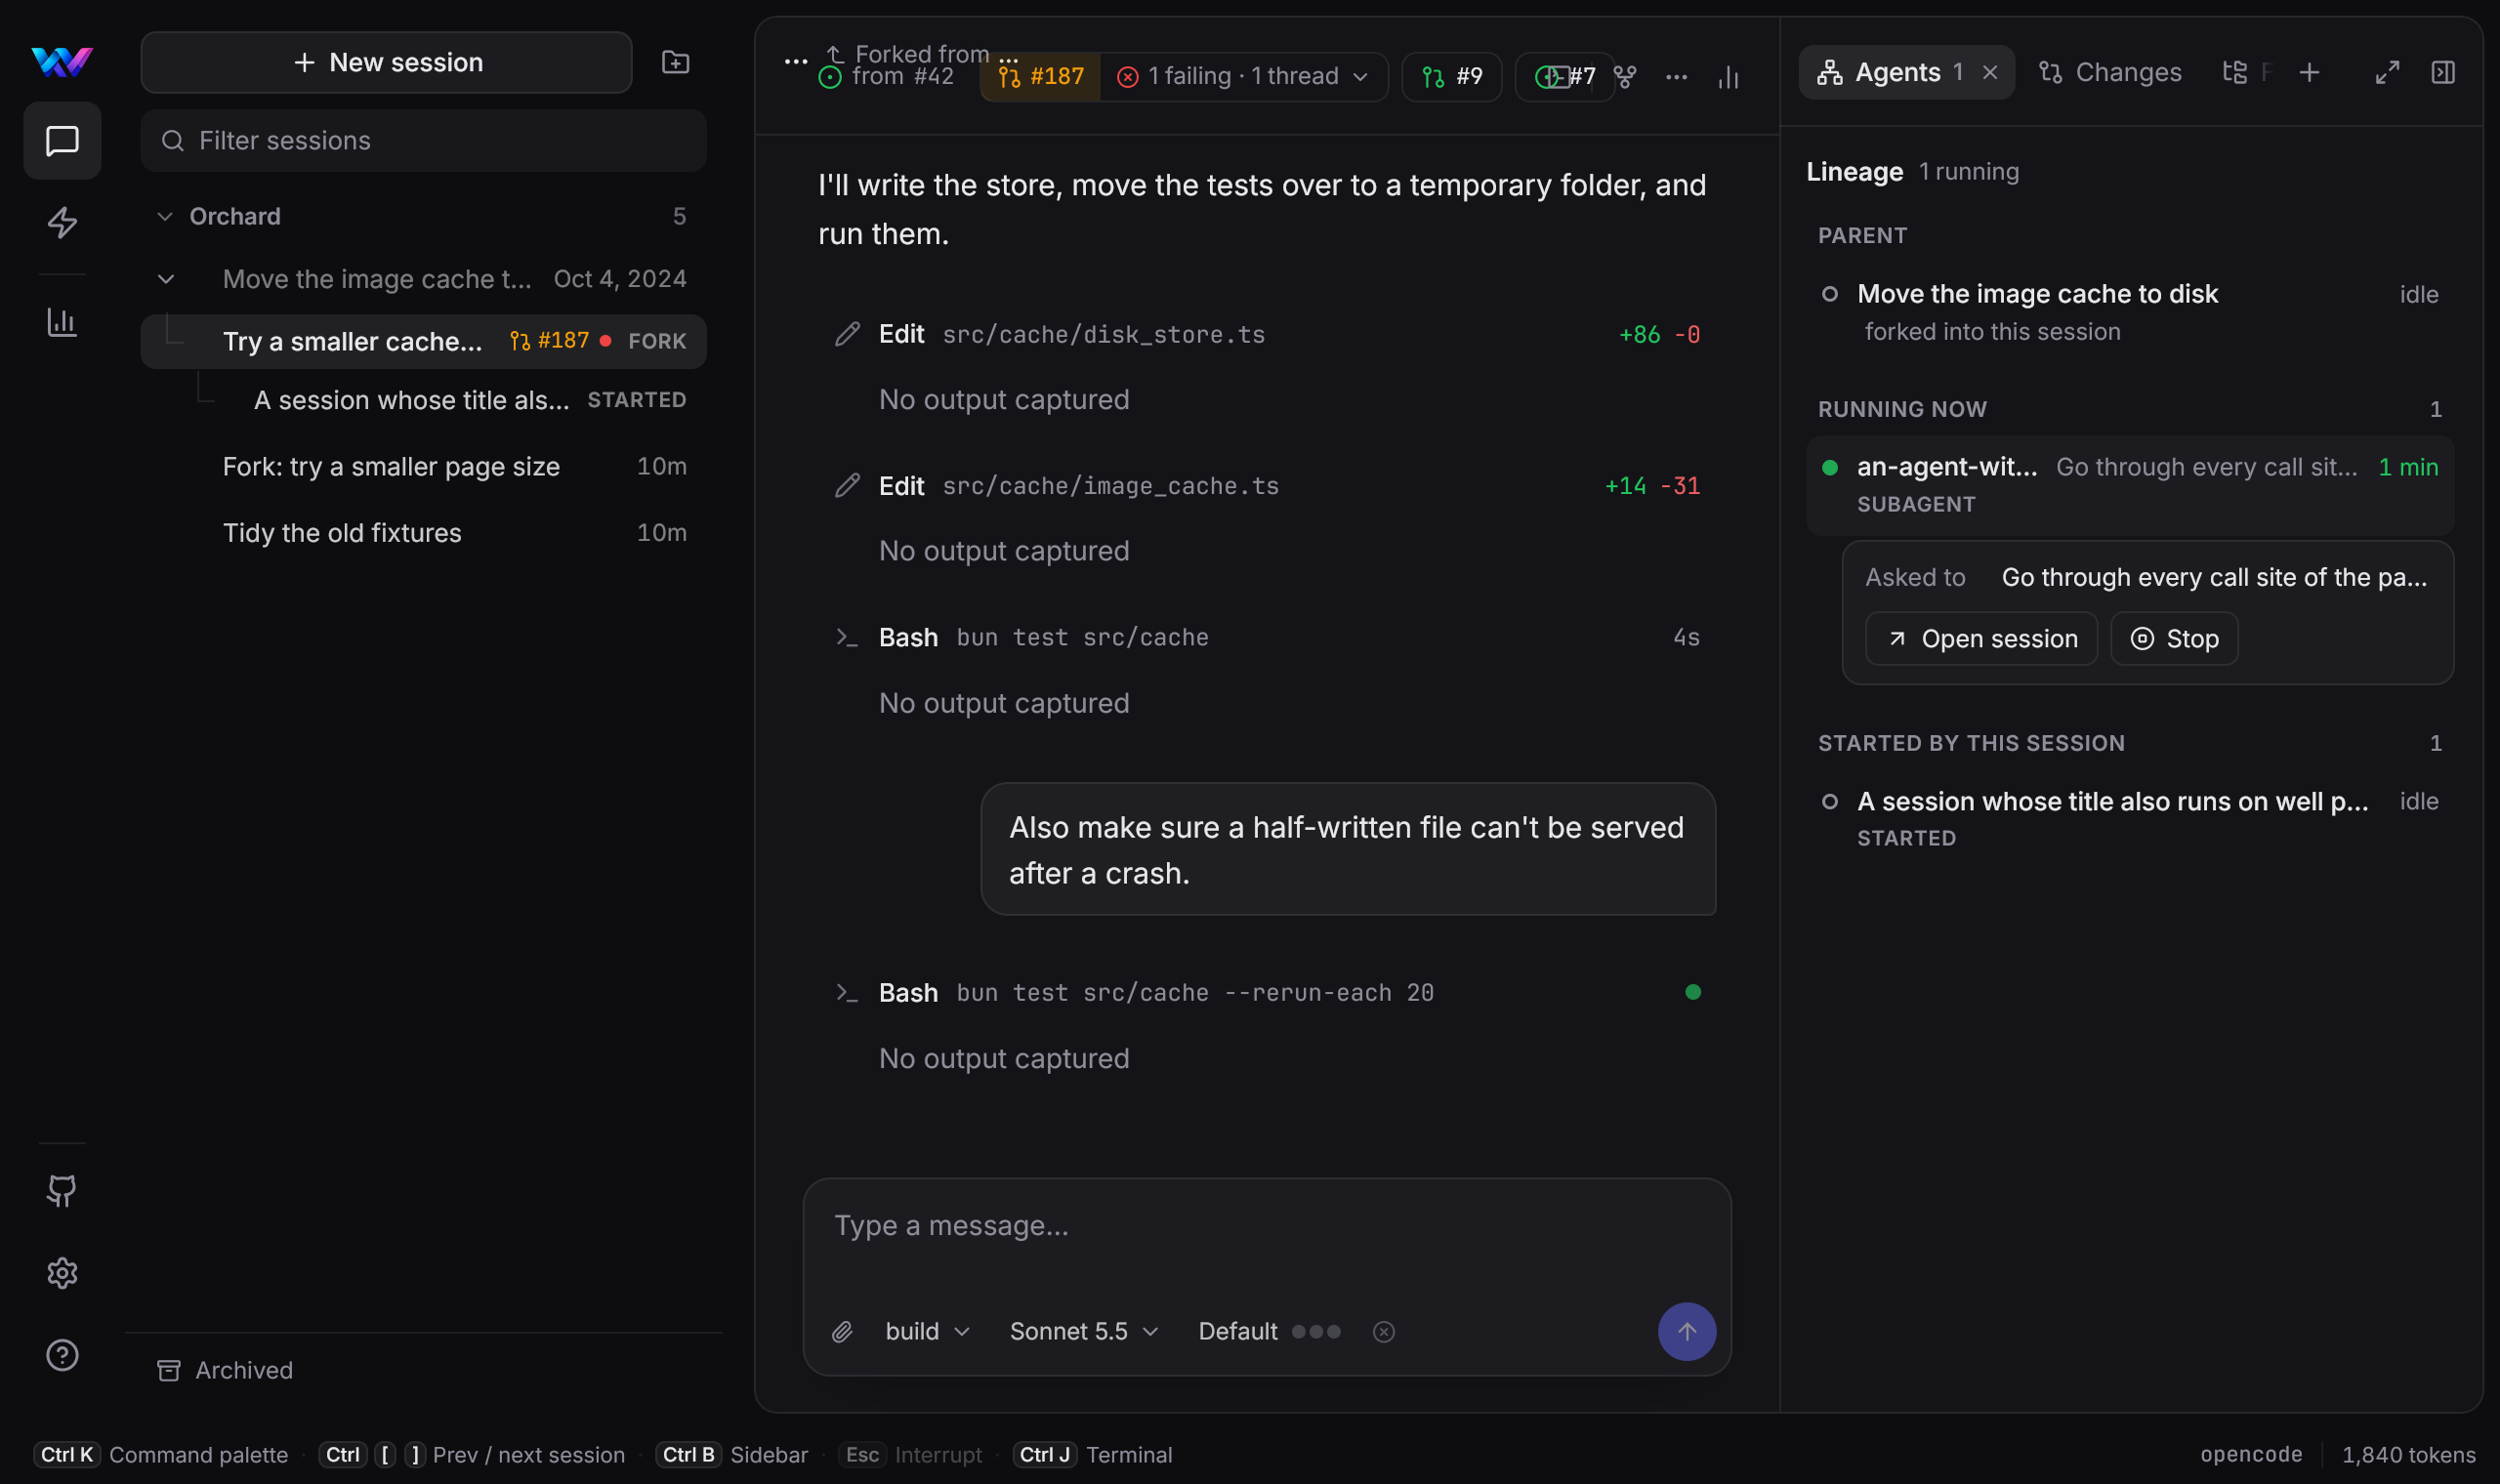 New session
Filter sessions
Orchard 5
Move the image cache t... Oct 4, 2024
Try a smaller cache... #187 FORK
A session whose title als... STARTED
Fork: try a smaller page size 10m
Tidy the old fixtures 10m
Archived
... Forked from ...
from #42 #187 1 failing · 1 thread #9 #7
I'll write the store, move the tests over to a temporary folder, and
run them.
Edit src/cache/disk_store.ts +86 -0
No output captured
Edit src/cache/image_cache.ts +14 -31
No output captured
Bash bun test src/cache 4s
No output captured
Also make sure a half-written file can't be served
after a crash.
Bash bun test src/cache --rerun-each 20
No output captured
Type a message...
build Sonnet 5.5 Default
Agents 1 Changes
Lineage 1 running
PARENT
Move the image cache to disk idle
forked into this session
RUNNING NOW 1
an-agent-wit... Go through every call sit... 1 min
SUBAGENT
Asked to Go through every call site of the pa...
Open session Stop
STARTED BY THIS SESSION 1
A session whose title also runs on well p... idle
STARTED
Ctrl K Command palette · Ctrl [ ] Prev / next session · Ctrl B Sidebar · Esc Interrupt · Ctrl J Terminal
opencode 1,840 tokens